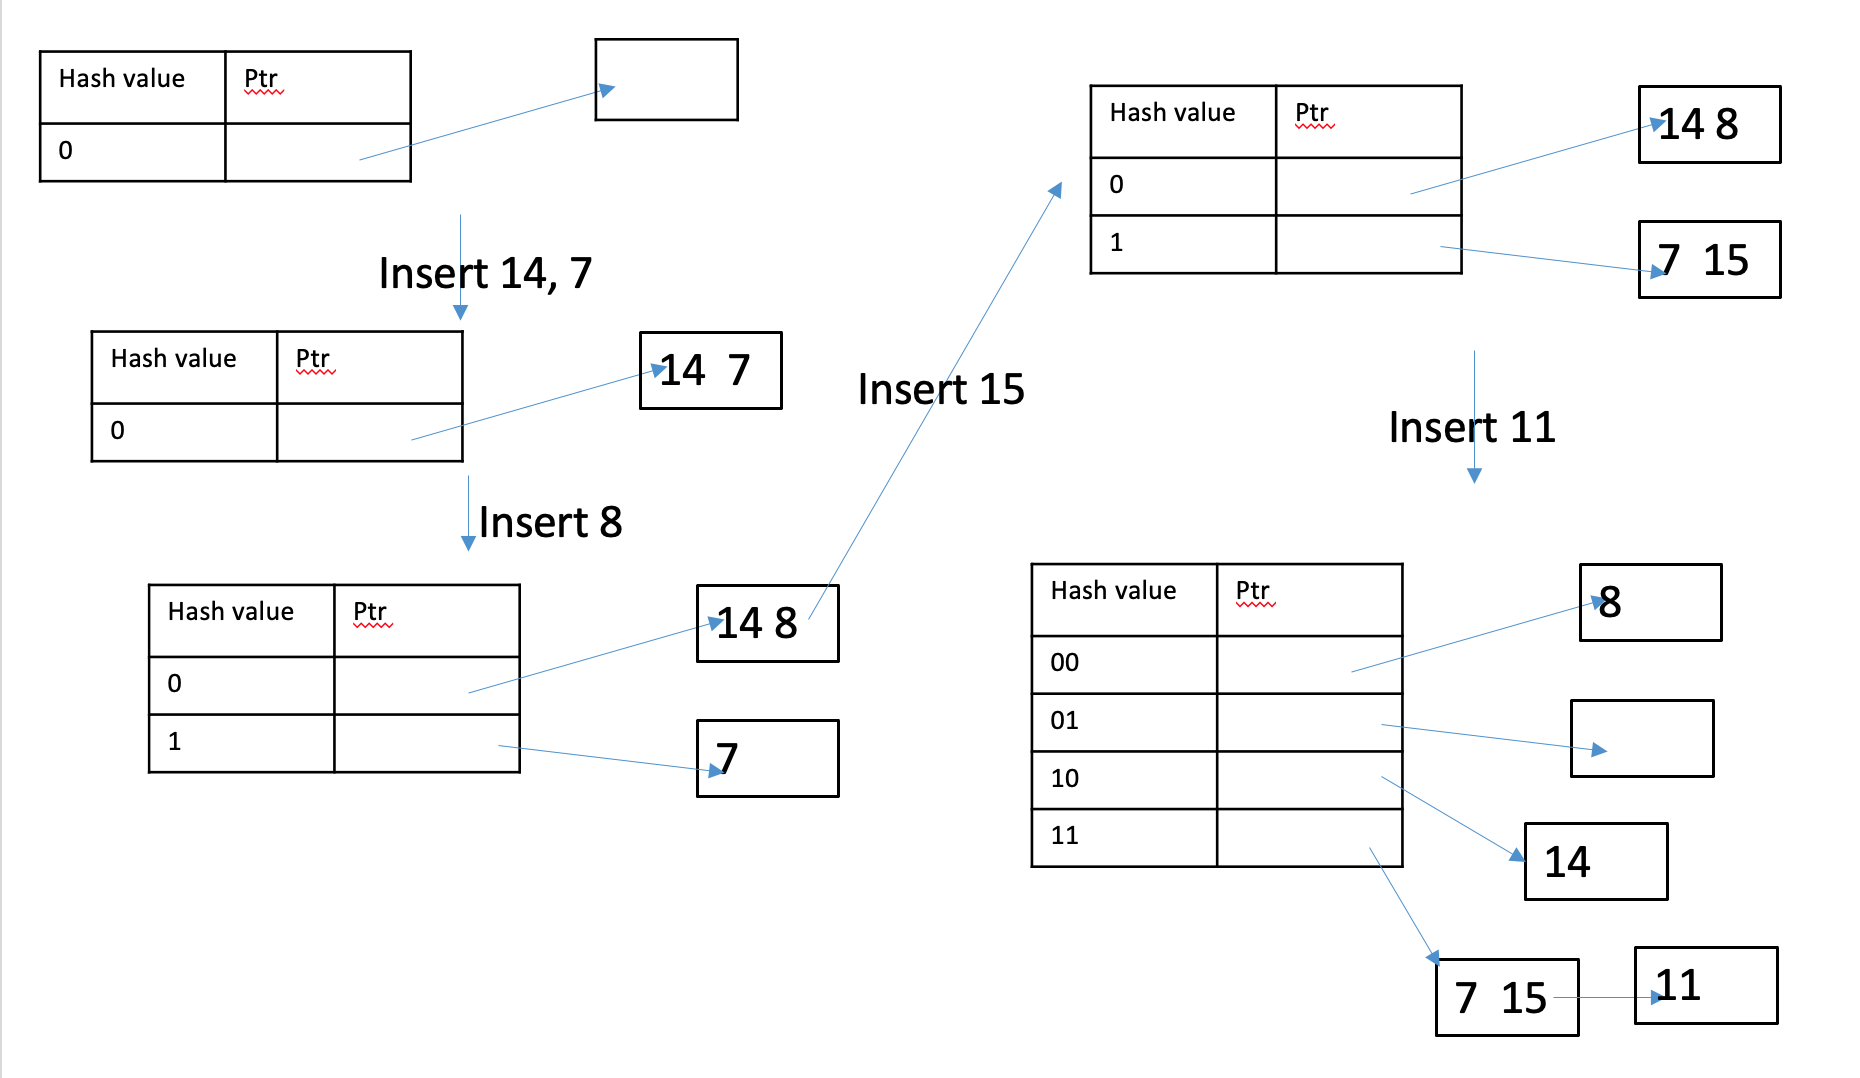 Hash value Ptr
0
Insert 14, 7
Hash value Ptr
0
14 7
Insert 8
Hash value Ptr
0
1
14 8
7
Insert 15
Hash value Ptr
0
1
14 8
7 15
Insert 11
Hash value Ptr
00
01
10
11
8
14
7 15
11